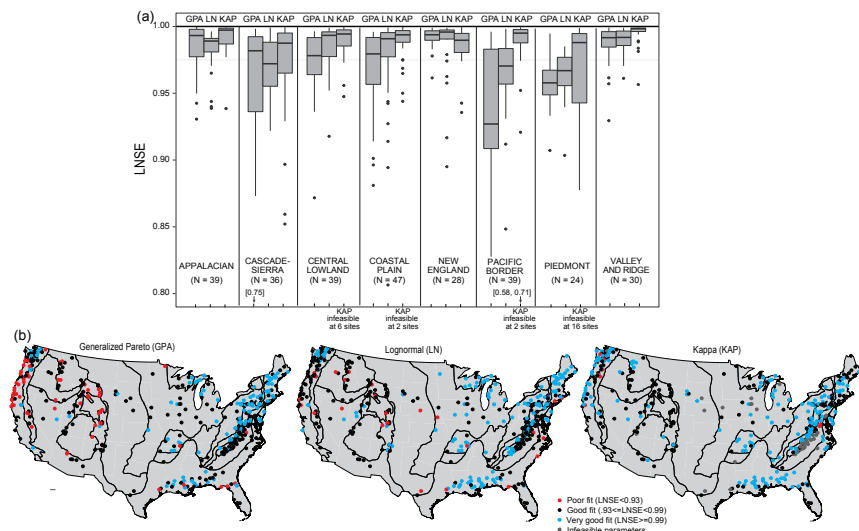 (a)
GPA LN KAP GPA LN KAP GPA LN KAP GPA LN KAP GPA LN KAP GPA LN KAP GPA LN KAP GPA LN KAP
1.00
0.95
0.90
0.85
0.80
LNSE
APPALACIAN
(N = 39)
CASCADE-
SIERRA
(N = 36)
[0.75]
CENTRAL
LOWLAND
(N = 39)
KAP
infeasible
at 6 sites
COASTAL
PLAIN
(N = 47)
KAP
infeasible
at 2 sites
NEW
ENGLAND
(N = 28)
PACIFIC
BORDER
(N = 39)
[0.58, 0.71]
KAP
infeasible
at 2 sites
PIEDMONT
(N = 24)
KAP
infeasible
at 16 sites
VALLEY
AND RIDGE
(N = 30)
(b)
Generalized Pareto (GPA)
Lognormal (LN)
Kappa (KAP)
Poor fit (LNSE<0.93)
Good fit (.93<=LNSE<0.99)
Very good fit (LNSE>=0.99)
Infeasible parameters